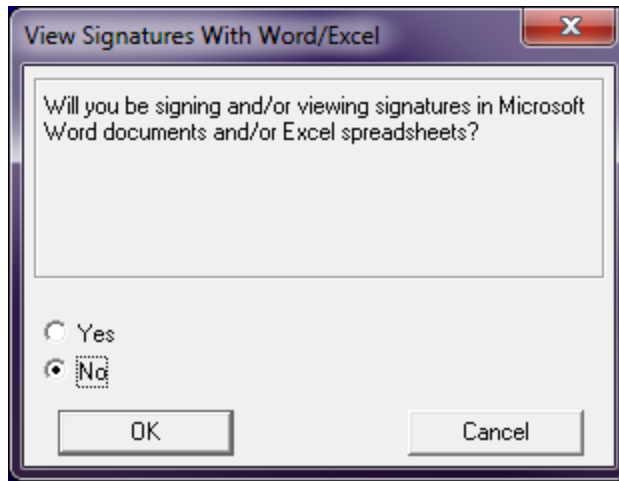 View Signatures With Word/Excel
Will you be signing and/or viewing signatures in Microsoft
Word documents and/or Excel spreadsheets?
Yes
No
OK Cancel